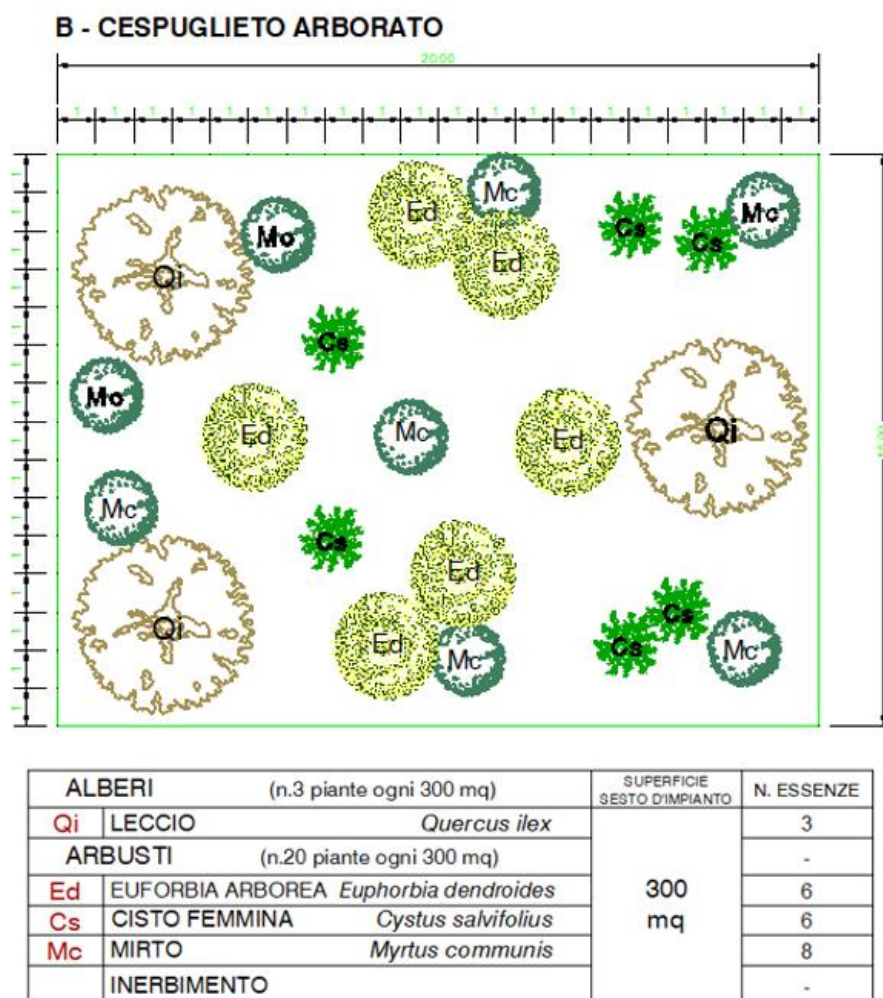 B - CESPUGLIETO ARBORATO
20.00
1 1 1 1 1 1 1 1 1 1 1 1 1 1 1 1 1 1 1 1
Mc
Ed
Cs
Cs
Mc
Mc
Qi
Ed
Cs
Mc
Ed
Mc
Ed
Qi
Mc
Cs
Ed
Cs
Qi
Ed
Cs
Mc
Mc
ALBERI (n.3 piante ogni 300 mq) SUPERFICIE SESTO D'IMPIANTO N. ESSENZE
Qi LECCIO Quercus ilex 3
ARBUSTI (n.20 piante ogni 300 mq) -
Ed EUFORBIA ARBOREA Euphorbia dendroides 300 6
Cs CISTO FEMMINA Cystus salvifolius mq 6
Mc MIRTO Myrtus communis 8
INERBIMENTO -